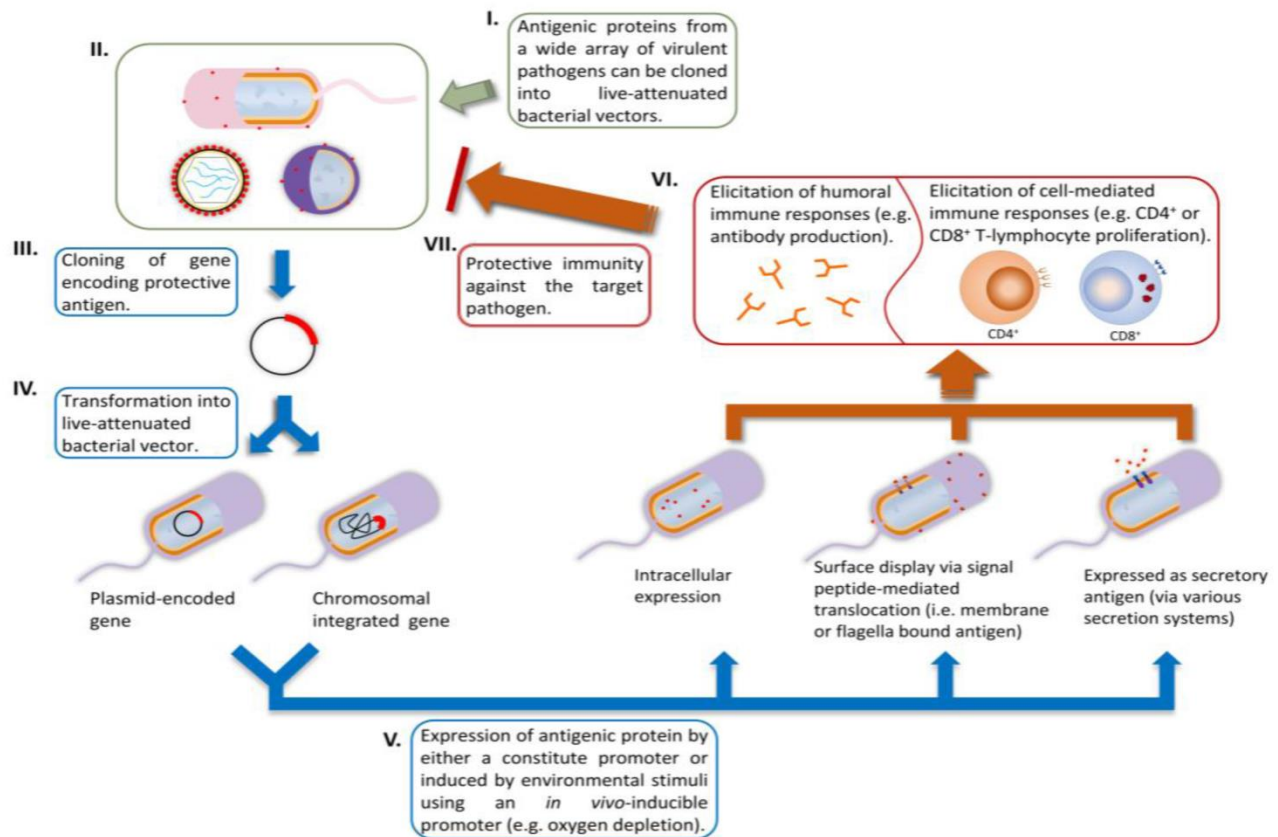 I.
Antigenic proteins from
a wide array of virulent
pathogens can be cloned
into live-attenuated
bacterial vectors.
II.
III.
Cloning of gene
encoding protective
antigen.
IV.
Transformation into
live-attenuated
bacterial vector.
Plasmid-encoded
gene
Chromosomal
integrated gene
V.
Expression of antigenic protein by
either a constitute promoter or
induced by environmental stimuli
using an in vivo-inducible
promoter (e.g. oxygen depletion).
Intracellular
expression
Surface display via signal
peptide-mediated
translocation (i.e. membrane
or flagella bound antigen)
Expressed as secretory
antigen (via various
secretion systems)
VI.
Elicitation of humoral
immune responses (e.g.
antibody production).
Elicitation of cell-mediated
immune responses (e.g. CD4⁺ or
CD8⁺ T-lymphocyte proliferation).
CD4⁺
CD8⁺
VII.
Protective immunity
against the target
pathogen.